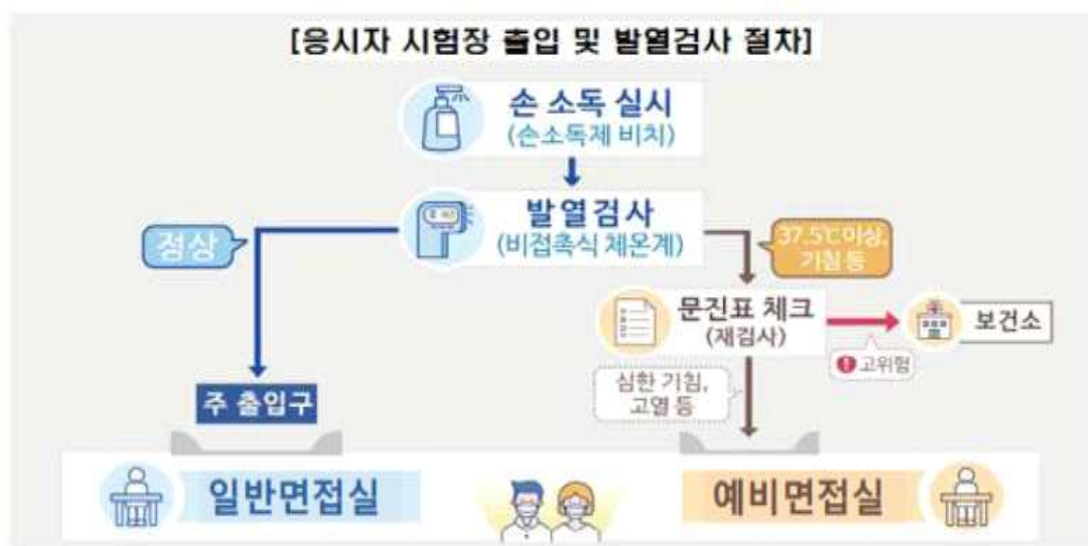 [응시자 시험장 출입 및 발열검사 절차]
손 소독 실시
(손소독제 비치)
발열검사
(비접촉식 체온계)
정상
37.5℃이상,
기침 등
문진표 체크
(재검사)
보건소
고위험
심한 기침,
고열 등
주 출입구
일반면접실
예비면접실